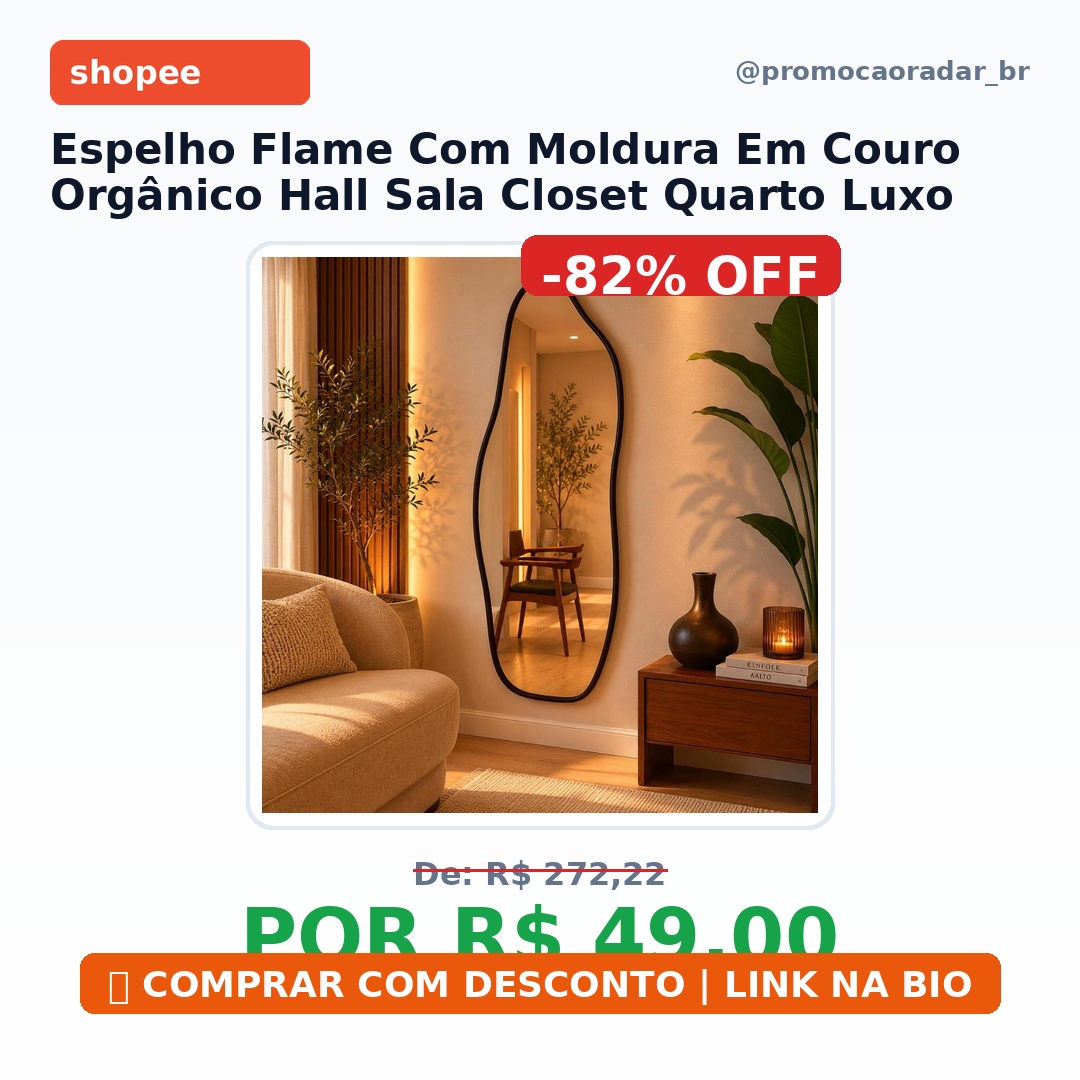 shopee
@promocaoradar_br
Espelho Flame Com Moldura Em Couro
Orgânico Hall Sala Closet Quarto Luxo
-82% OFF
KINFOLK
AALTO
De: R$ 272,22
POR R$ 49,00
COMPRAR COM DESCONTO | LINK NA BIO